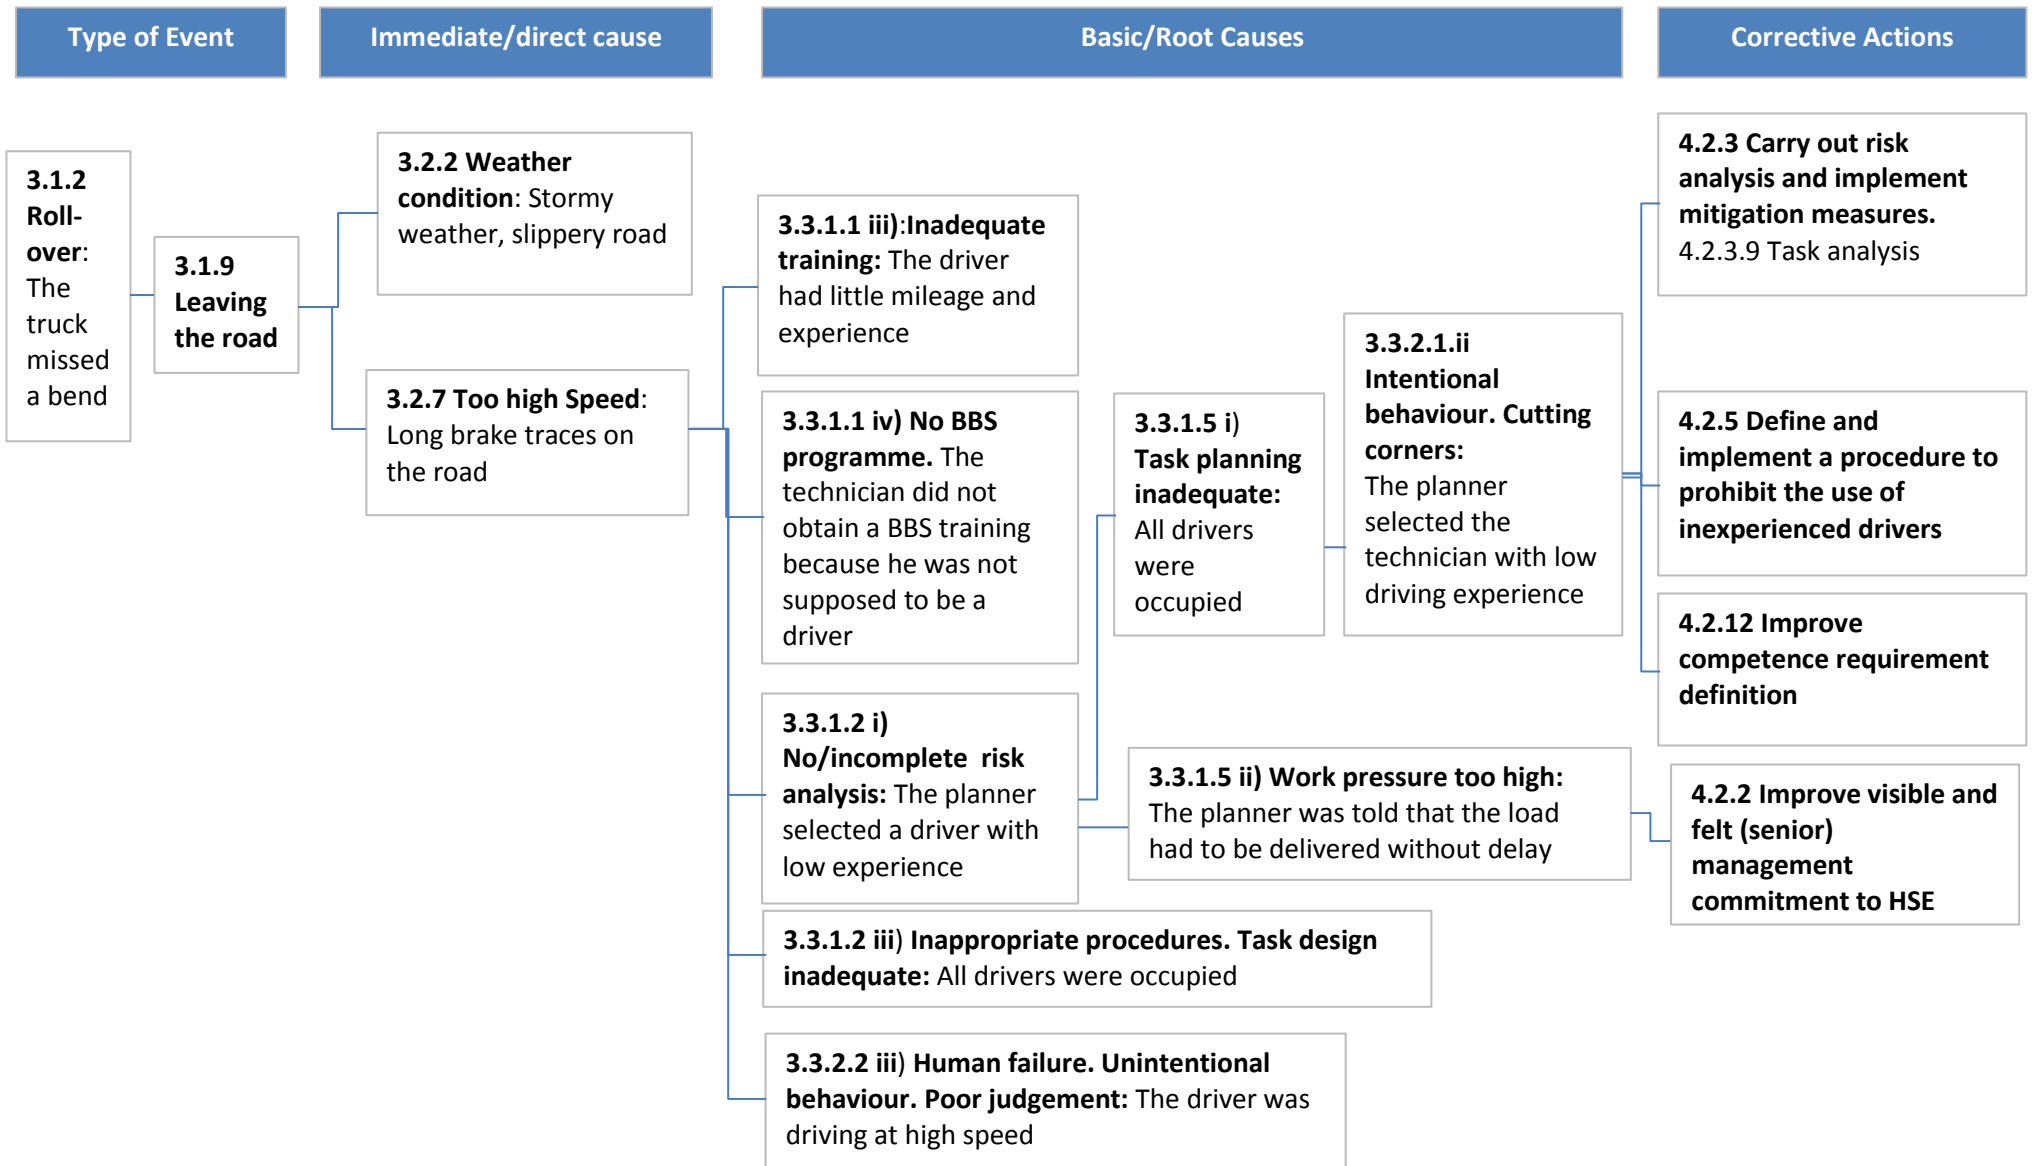 Type of Event
Immediate/direct cause
Basic/Root Causes
Corrective Actions
3.1.2
Roll-
over:
The
truck
missed
a bend
3.1.9
Leaving
the road
3.2.2 Weather
condition: Stormy
weather, slippery road
3.2.7 Too high Speed:
Long brake traces on
the road
3.3.1.1 iii):Inadequate
training: The driver
had little mileage and
experience
3.3.1.1 iv) No BBS
programme. The
technician did not
obtain a BBS training
because he was not
supposed to be a
driver
3.3.1.2 i)
No/incomplete risk
analysis: The planner
selected a driver with
low experience
3.3.1.2 iii) Inappropriate procedures. Task design
inadequate: All drivers were occupied
3.3.2.2 iii) Human failure. Unintentional
behaviour. Poor judgement: The driver was
driving at high speed
3.3.1.5 i)
Task planning
inadequate:
All drivers
were
occupied
3.3.2.1.ii
Intentional
behaviour. Cutting
corners:
The planner
selected the
technician with low
driving experience
3.3.1.5 ii) Work pressure too high:
The planner was told that the load
had to be delivered without delay
4.2.3 Carry out risk
analysis and implement
mitigation measures.
4.2.3.9 Task analysis
4.2.5 Define and
implement a procedure to
prohibit the use of
inexperienced drivers
4.2.12 Improve
competence requirement
definition
4.2.2 Improve visible and
felt (senior)
management
commitment to HSE